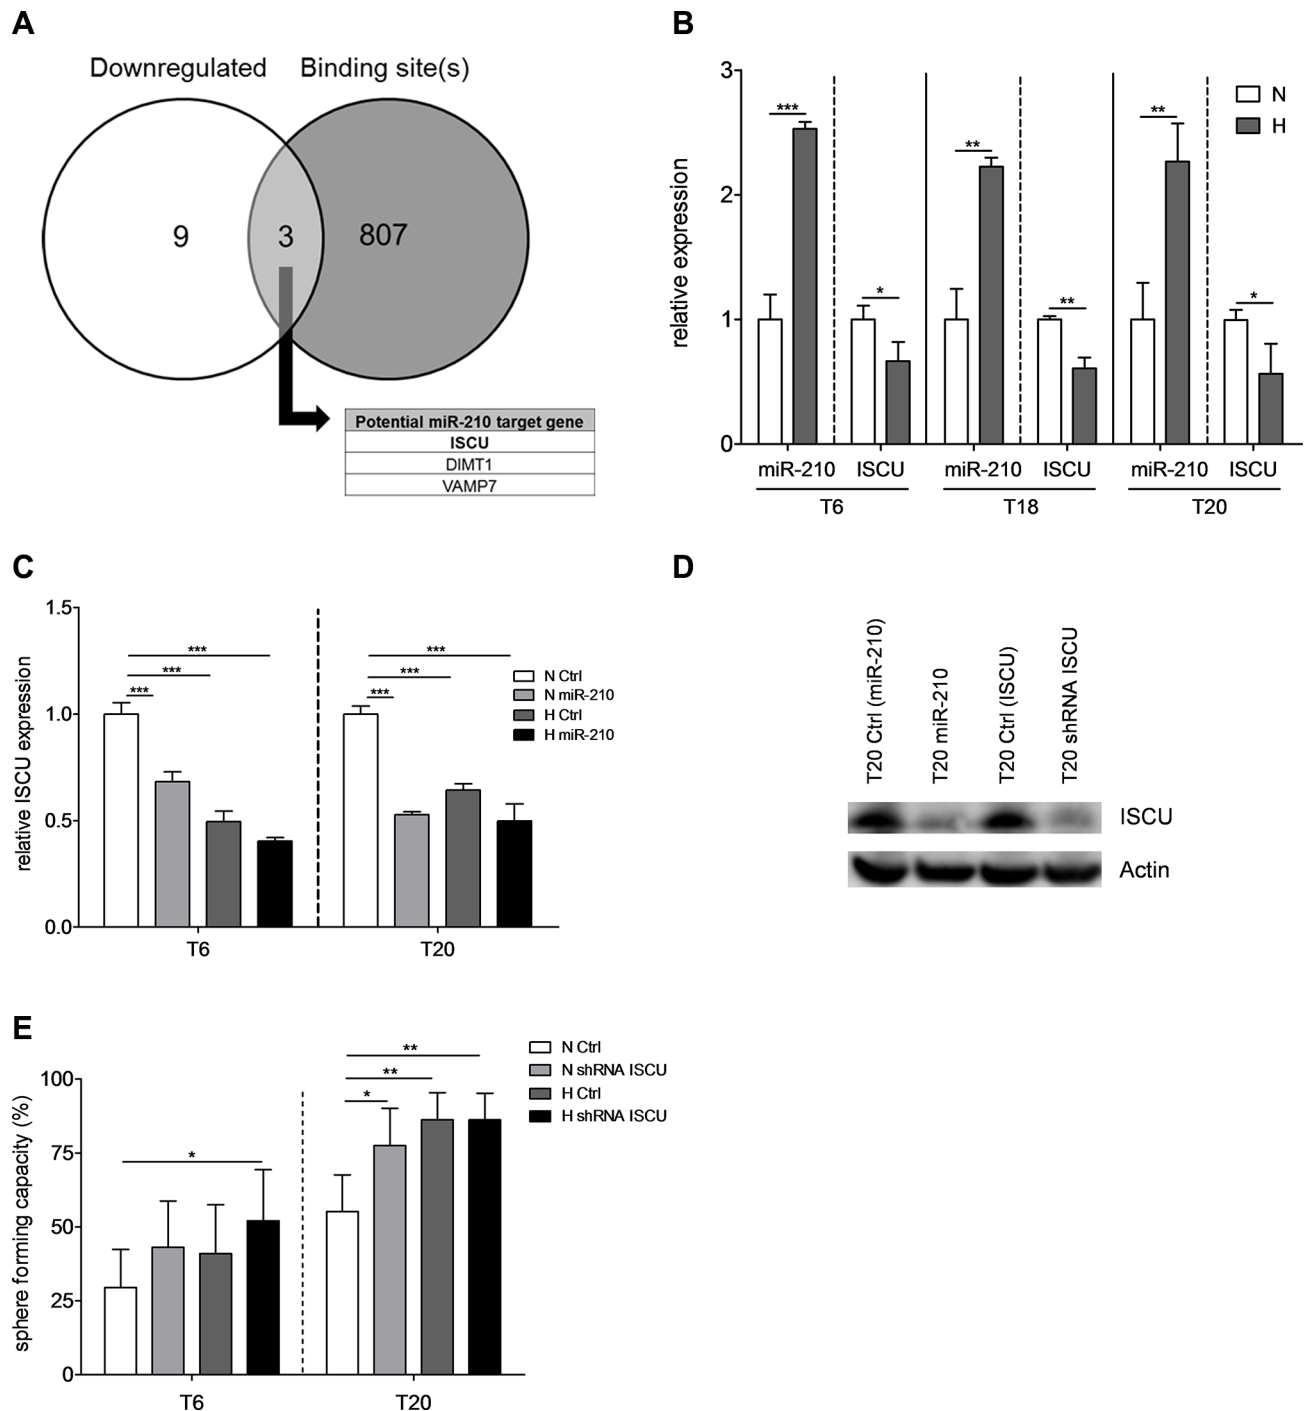 A
Downregulated
Binding site(s)
9
3
807
Potential miR-210 target gene
ISCU
DIMT1
VAMP7
B
relative expression
3
2
1
0
N
H
***
*
**
**
**
*
miR-210
ISCU
miR-210
ISCU
miR-210
ISCU
T6
T18
T20
C
relative ISCU expression
1.5
1.0
0.5
0.0
***
***
***
***
***
***
N Ctrl
N miR-210
H Ctrl
H miR-210
T6
T20
D
T20 Ctrl (miR-210)
T20 miR-210
T20 Ctrl (ISCU)
T20 shRNA ISCU
ISCU
Actin
E
sphere forming capacity (%)
100
75
50
25
0
*
**
**
*
N Ctrl
N shRNA ISCU
H Ctrl
H shRNA ISCU
T6
T20